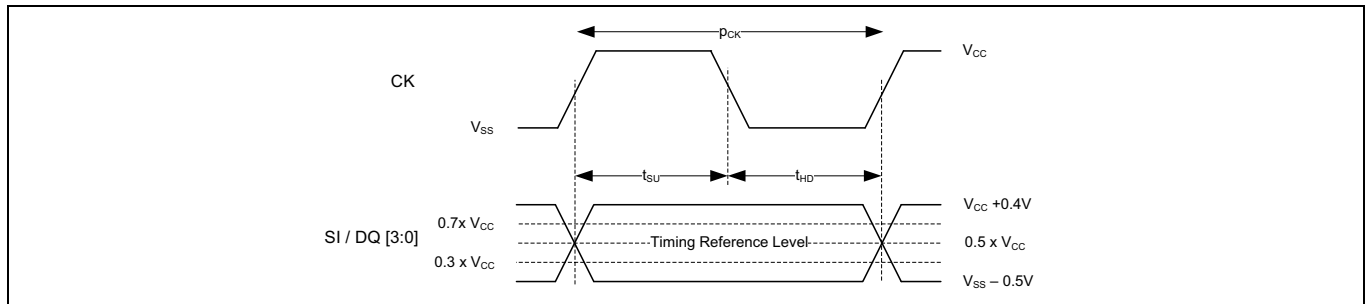 pCK
CK
VCC
VSS
tSU
tHD
VCC +0.4V
0.7x VCC
SI / DQ [3:0]
Timing Reference Level
0.5 x VCC
0.3 x VCC
VSS – 0.5V